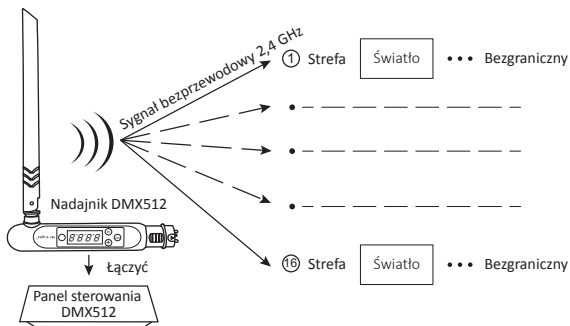 Sygnał bezprzewodowy 2,4 GHz
1 Strefa Światło ••• Bezgraniczny
Nadajnik DMX512
8888
Łączyć
16 Strefa Światło ••• Bezgraniczny
Panel sterowania
DMX512